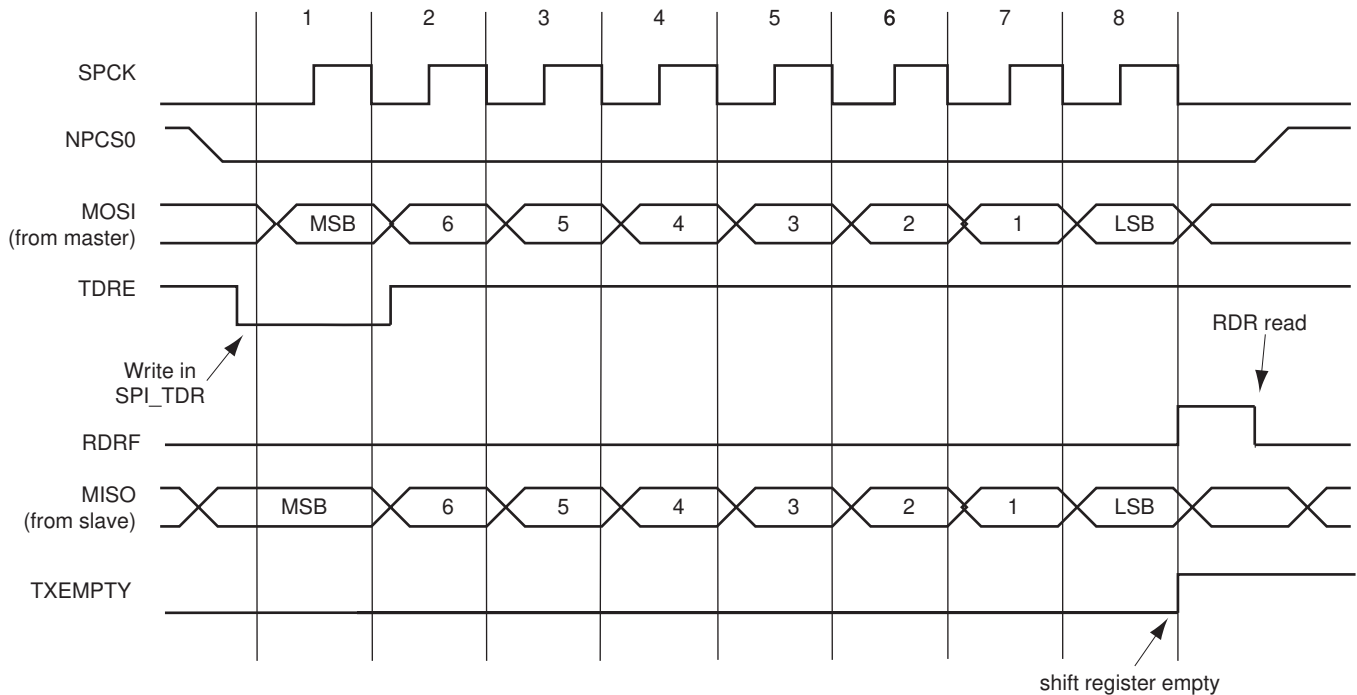 1 2 3 4 5 6 7 8
SPCK
NPCS0
MOSI
(from master)
MSB 6 5 4 3 2 1 LSB
TDRE
RDR read
Write in
SPI_TDR
RDRF
MISO
(from slave)
MSB 6 5 4 3 2 1 LSB
TXEMPTY
shift register empty